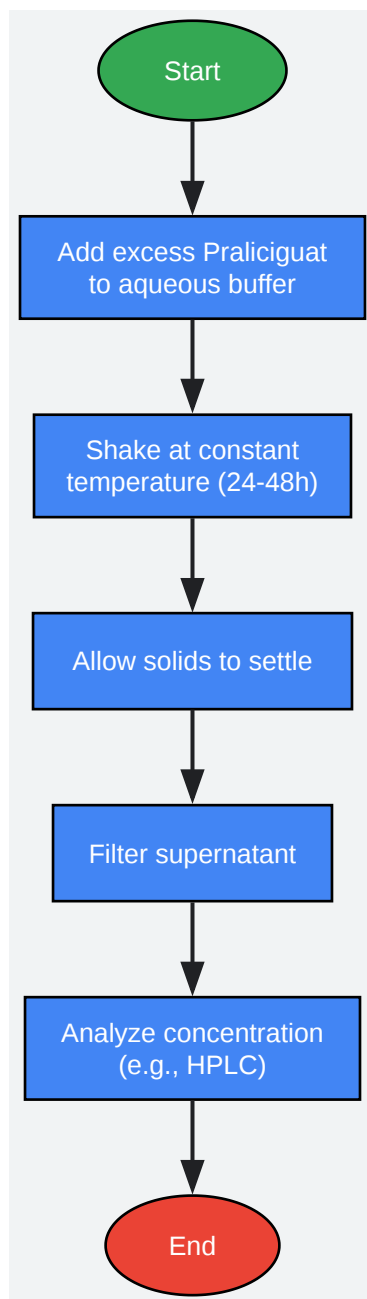 Start
Add excess Praliciguat
to aqueous buffer
Shake at constant
temperature (24-48h)
Allow solids to settle
Filter supernatant
Analyze concentration
(e.g., HPLC)
End